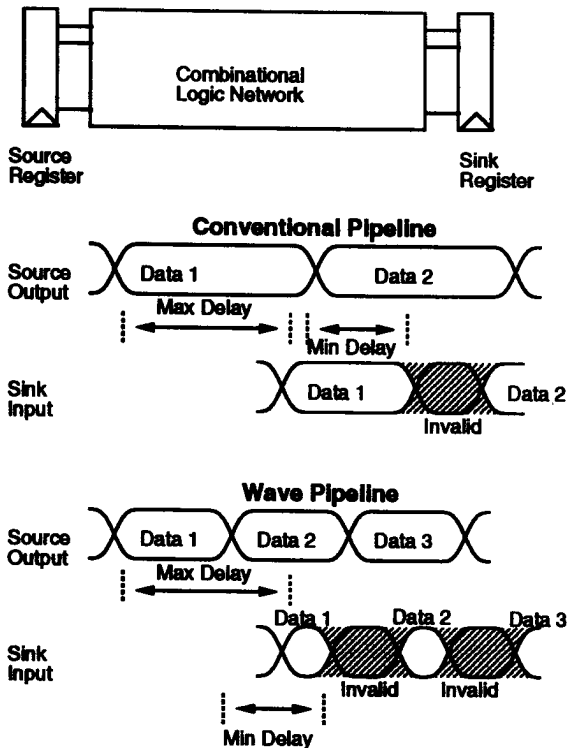 Combinational
Logic Network
Source
Register
Sink
Register
Conventional Pipeline
Source
Output
Data 1
Data 2
Max Delay
Min Delay
Sink
Input
Data 1
Data 2
Invalid
Wave Pipeline
Source
Output
Data 1
Data 2
Data 3
Max Delay
Data 1
Data 2
Data 3
Sink
Input
Invalid
Invalid
Min Delay